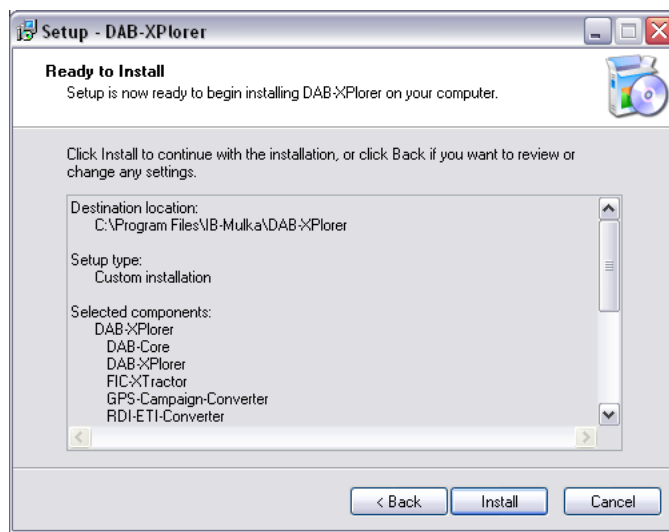 Setup - DAB-XPlorer
Ready to Install
Setup is now ready to begin installing DAB-XPlorer on your computer.
Click Install to continue with the installation, or click Back if you want to review or
change any settings.
Destination location:
C:\Program Files\IB-Mulka\DAB-XPlorer
Setup type:
Custom installation
Selected components:
DAB-XPlorer
DAB-Core
DAB-XPlorer
FIC-XTractor
GPS-Campaign-Converter
RDI-ETI-Converter
< Back
Install
Cancel